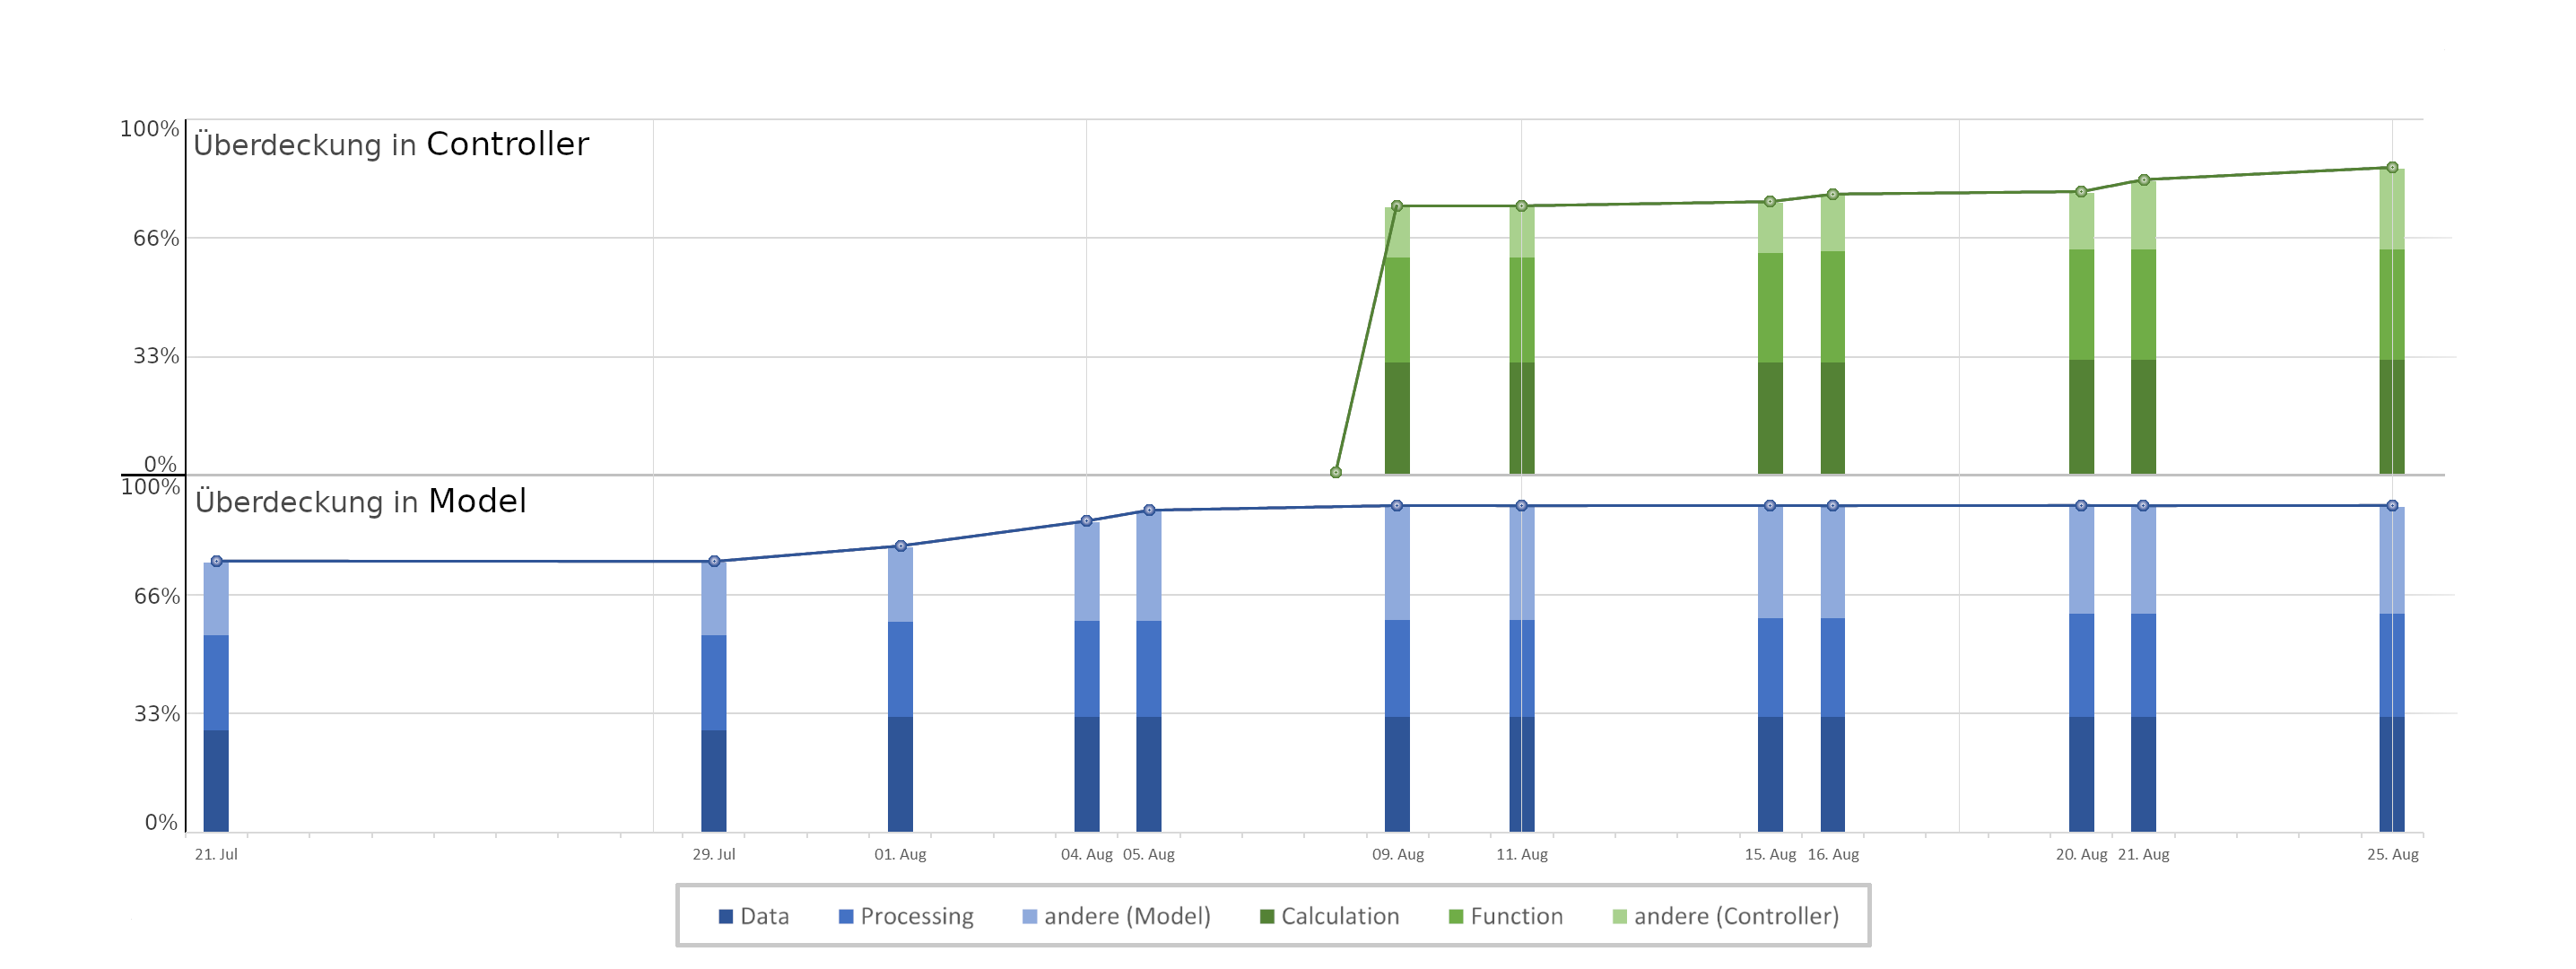 100%
Überdeckung in Controller
66%
33%
0%
100%
Überdeckung in Model
66%
33%
0%
21. Jul 29. Jul 01. Aug 04. Aug 05. Aug 09. Aug 11. Aug 15. Aug 16. Aug 20. Aug 21. Aug 25. Aug
Data Processing andere (Model) Calculation Function andere (Controller)